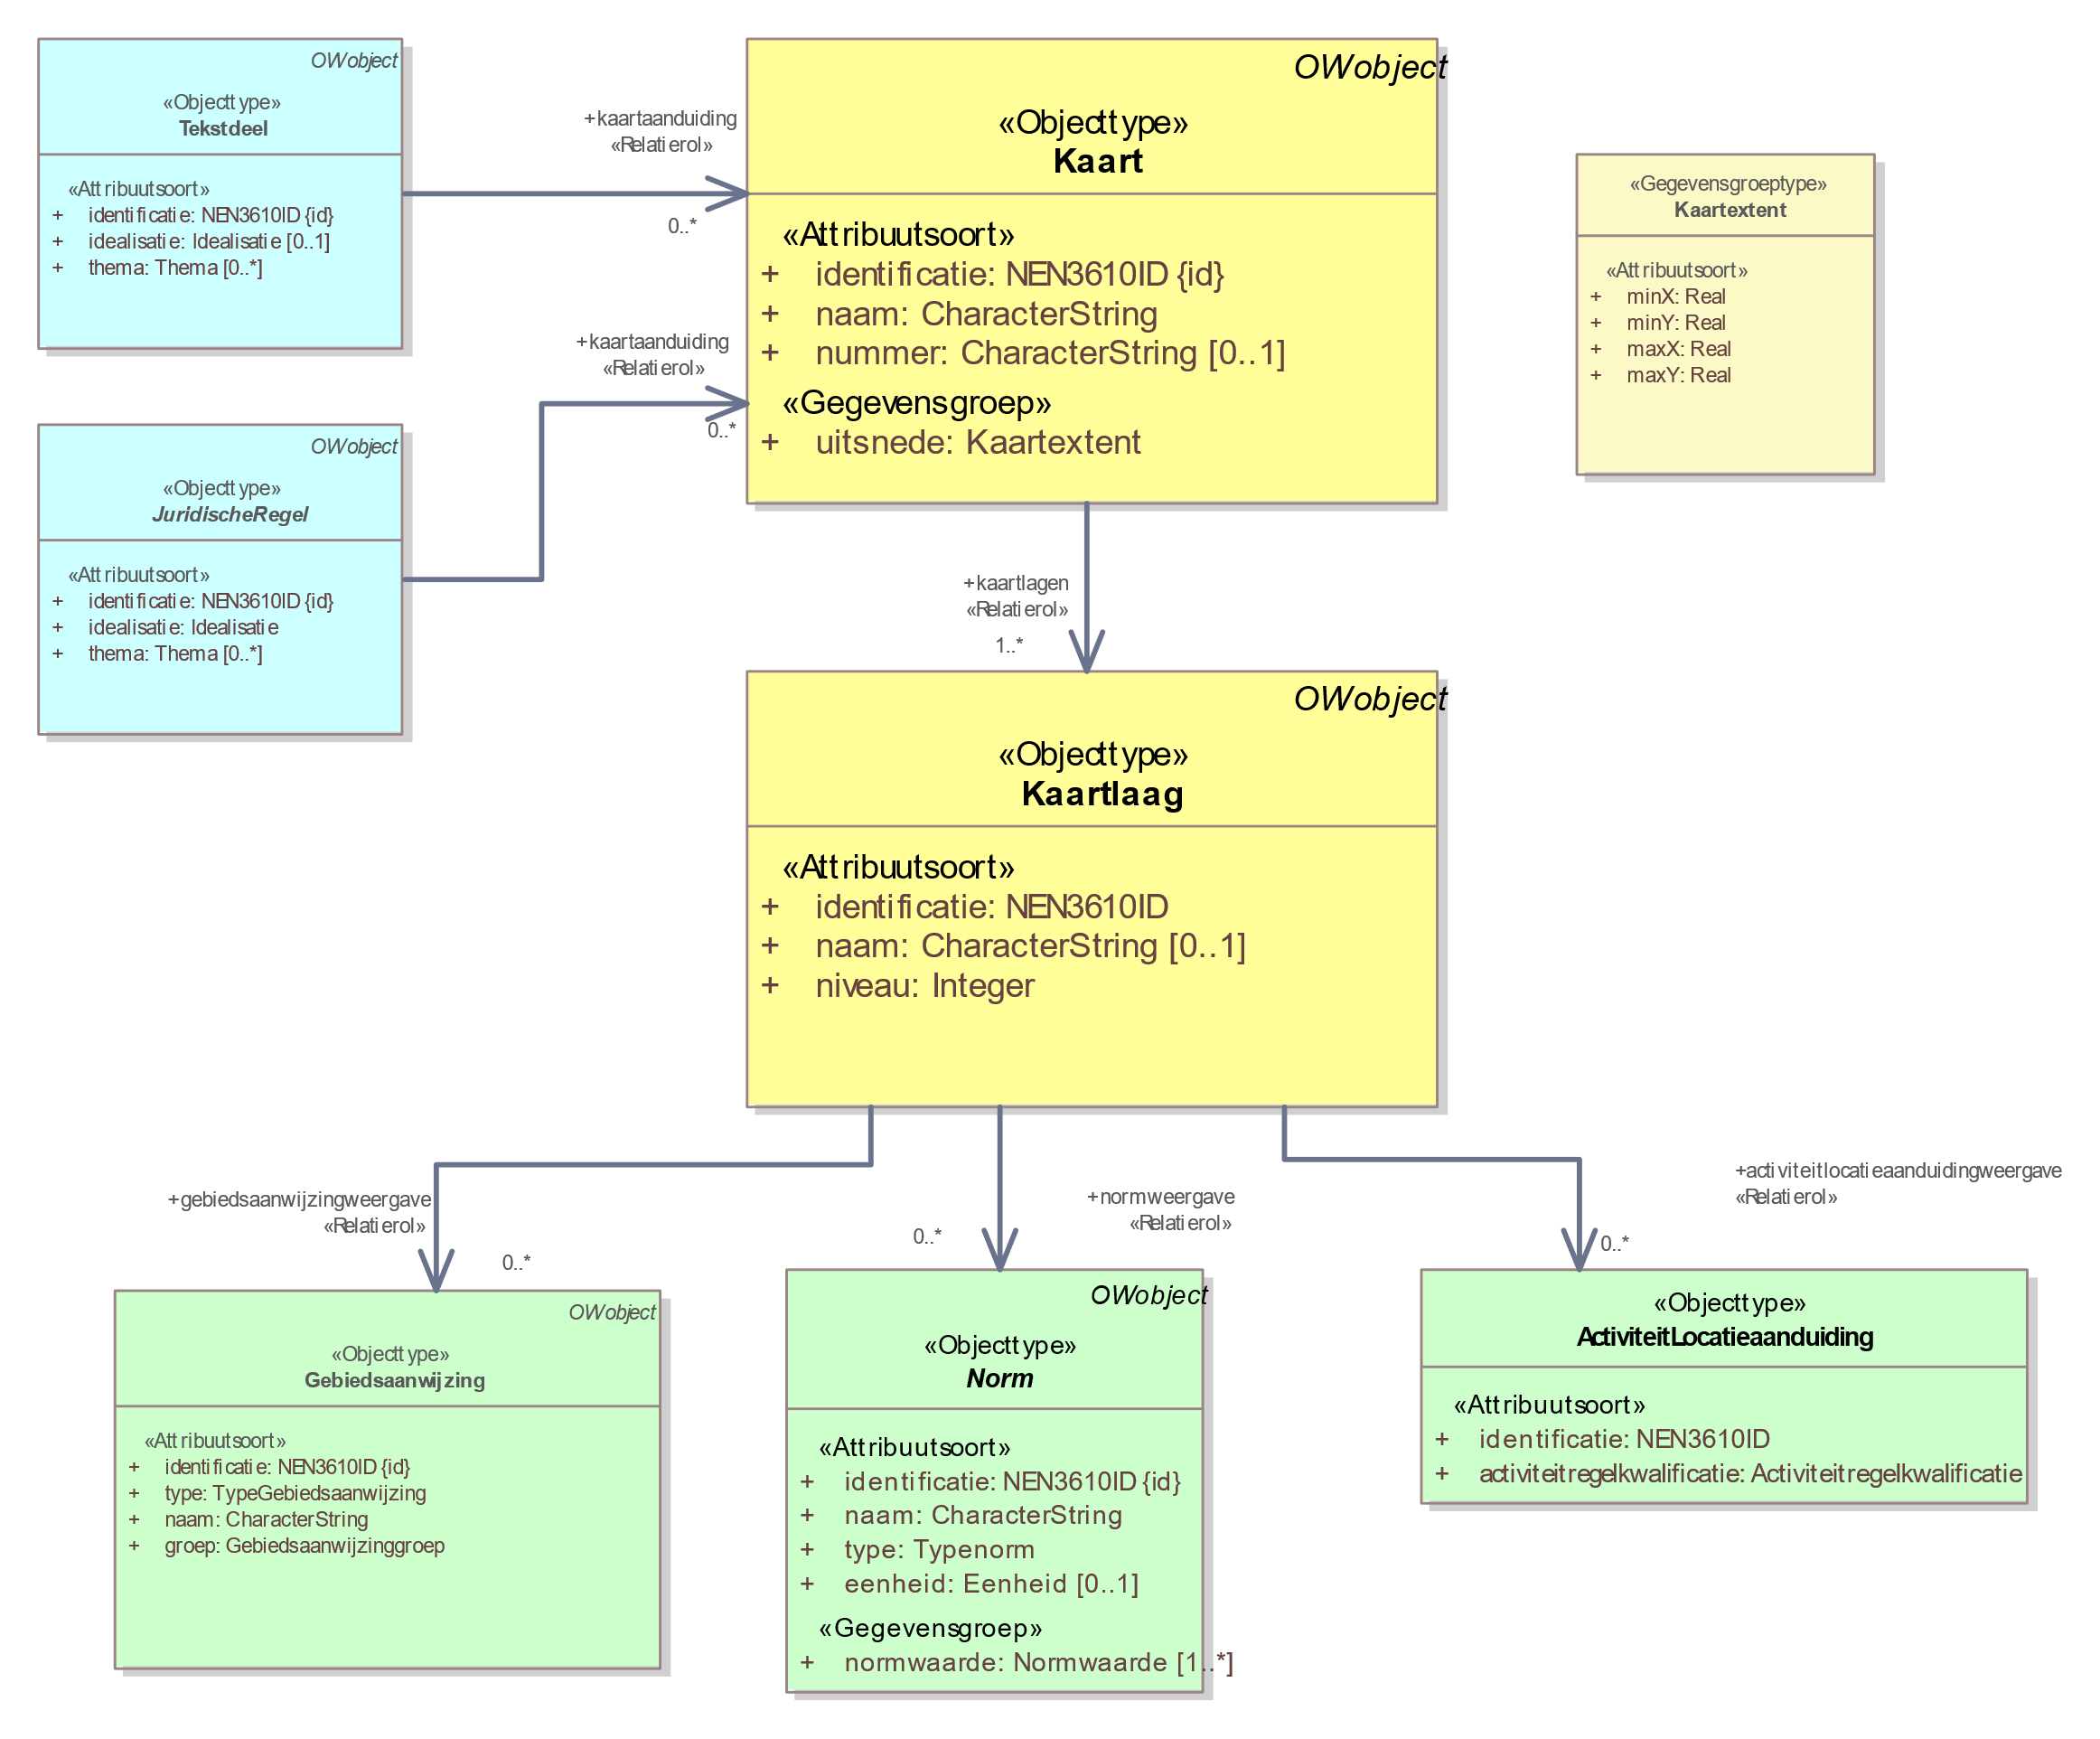 OWobject
«Objecttype»
Tekstdeel
«Attribuutsoort»
+ identificatie: NEN3610ID {id}
+ idealisatie: Idealisatie [0..1]
+ thema: Thema [0..*]
+kaartaanduiding
«Relatierol»
0..*
OWobject
«Objecttype»
Kaart
«Attribuutsoort»
+ identificatie: NEN3610ID {id}
+ naam: CharacterString
+ nummer: CharacterString [0..1]
«Gegevensgroep»
+ uitsnede: Kaartextent
«Gegevensgroeptype»
Kaartextent
«Attribuutsoort»
+ minX: Real
+ minY: Real
+ maxX: Real
+ maxY: Real
+kaartaanduiding
«Relatierol»
0..*
OWobject
«Objecttype»
JuridischeRegel
«Attribuutsoort»
+ identificatie: NEN3610ID {id}
+ idealisatie: Idealisatie
+ thema: Thema [0..*]
+kaartlagen
«Relatierol»
1..*
OWobject
«Objecttype»
Kaartlaag
«Attribuutsoort»
+ identificatie: NEN3610ID
+ naam: CharacterString [0..1]
+ niveau: Integer
+gebiedsaanwijzingweergave
«Relatierol»
0..*
+normweergave
«Relatierol»
0..*
+activiteitlocatieaanduidingweergave
«Relatierol»
0..*
OWobject
«Objecttype»
Gebiedsaanwijzing
«Attribuutsoort»
+ identificatie: NEN3610ID {id}
+ type: TypeGebiedsaanwijzing
+ naam: CharacterString
+ groep: Gebiedsaanwijzinggroep
OWobject
«Objecttype»
Norm
«Attribuutsoort»
+ identificatie: NEN3610ID {id}
+ naam: CharacterString
+ type: Typenorm
+ eenheid: Eenheid [0..1]
«Gegevensgroep»
+ normwaarde: Normwaarde [1..*]
«Objecttype»
ActiviteitLocatieaanduiding
«Attribuutsoort»
+ identificatie: NEN3610ID
+ activiteitregelkwalificatie: Activiteitregelkwalificatie